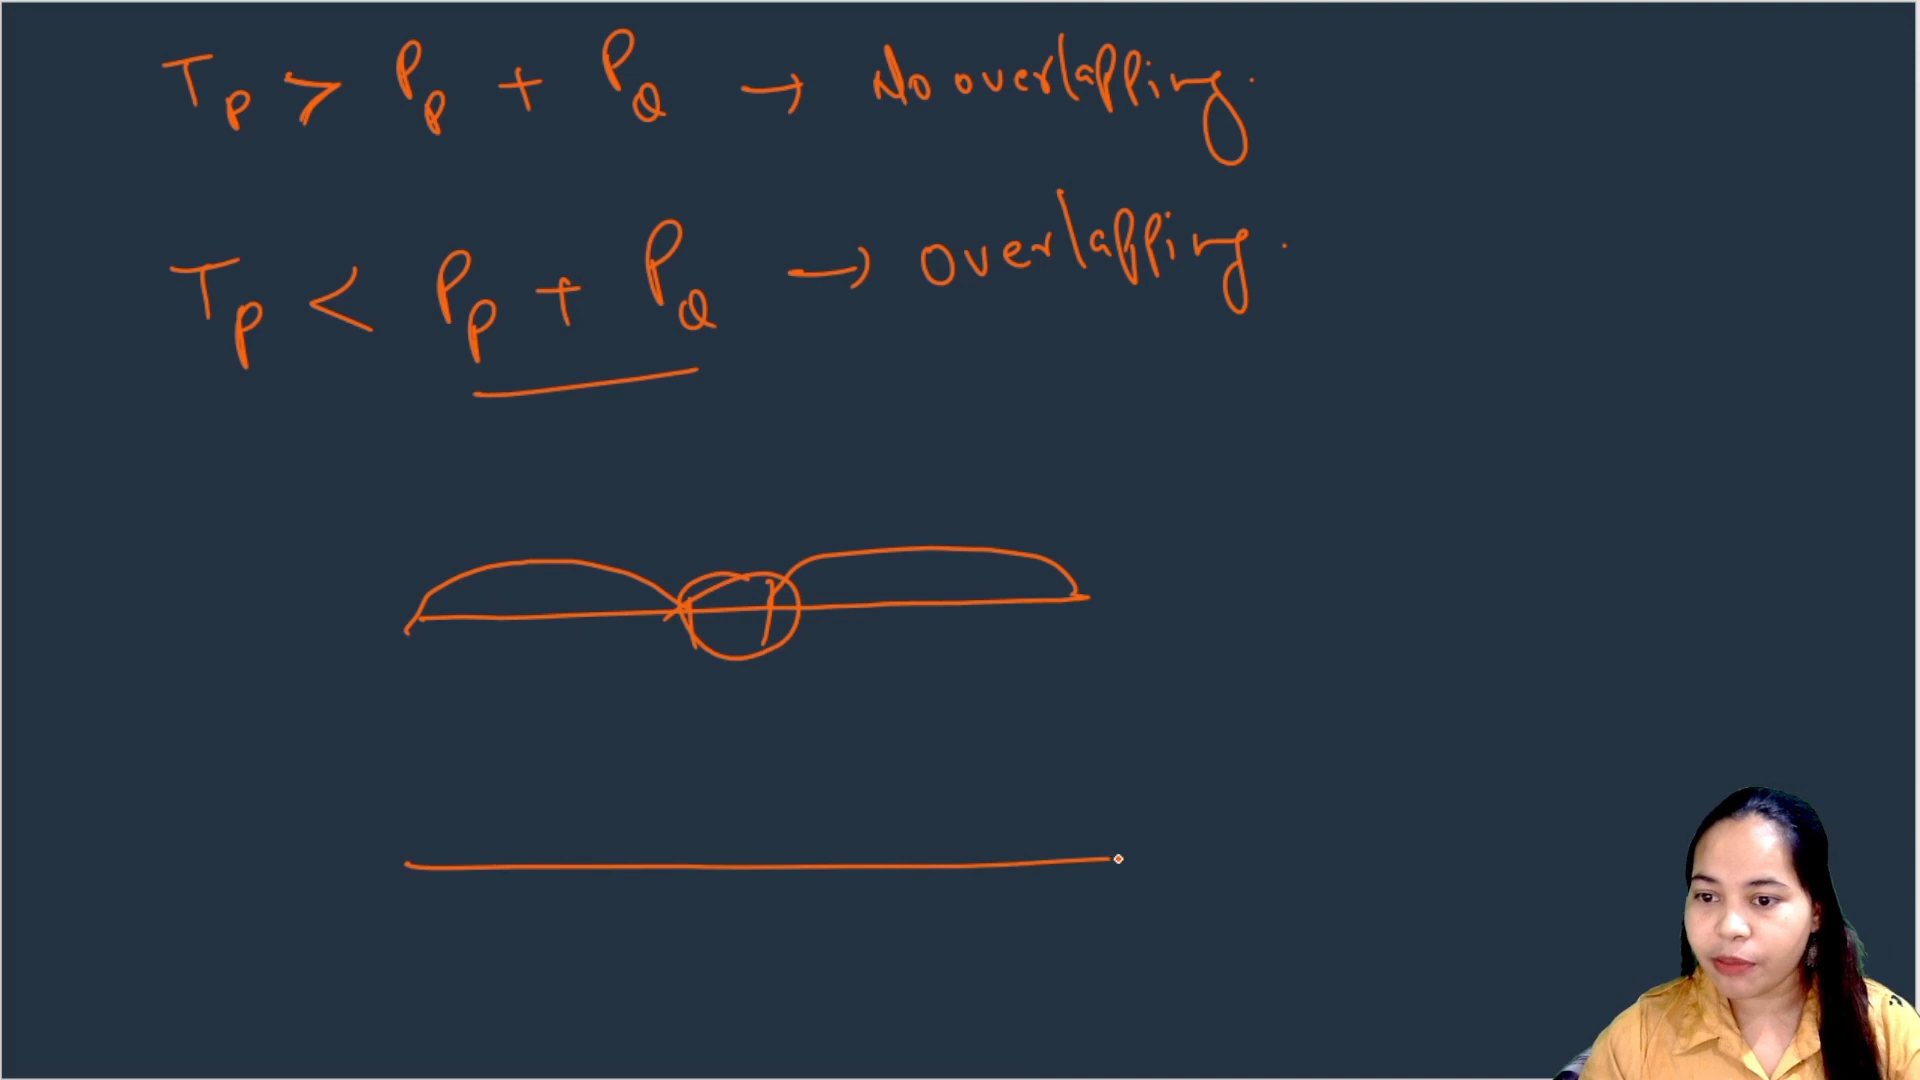 Tp > Pp + PQ → No overlapping.
Tp < Pp + PQ → overlapping.